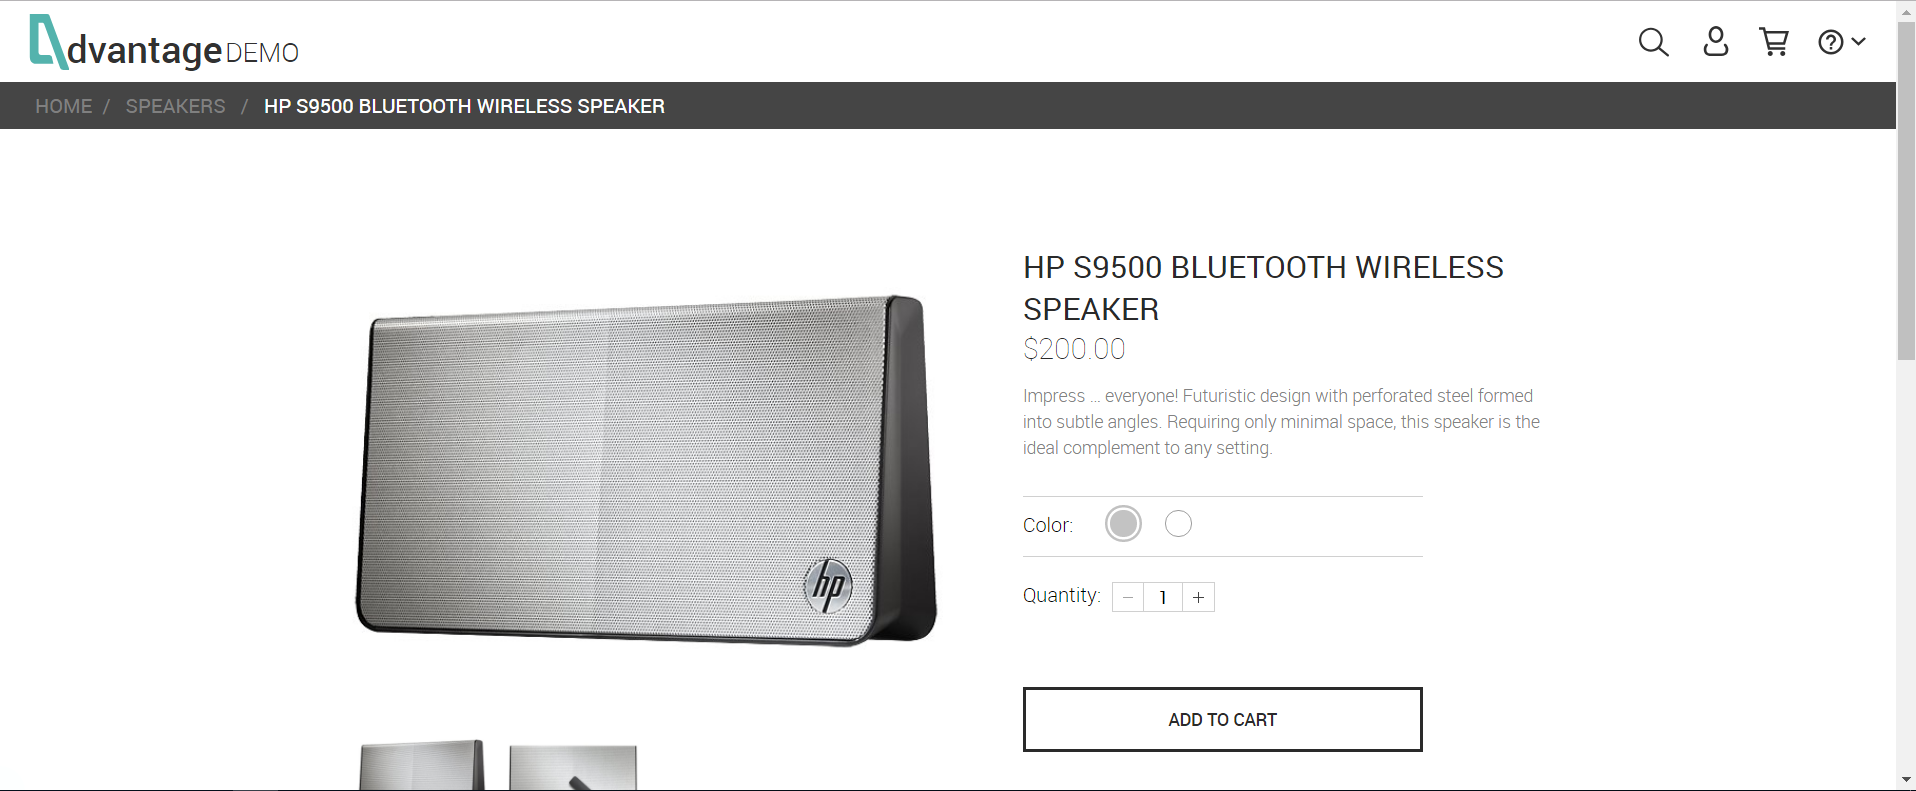 dvantage DEMO
HOME / SPEAKERS / HP S9500 BLUETOOTH WIRELESS SPEAKER
HP S9500 BLUETOOTH WIRELESS
SPEAKER
$200.00
Impress ... everyone! Futuristic design with perforated steel formed
into subtle angles. Requiring only minimal space, this speaker is the
ideal complement to any setting.
Color:
Quantity: − 1 +
hp
ADD TO CART